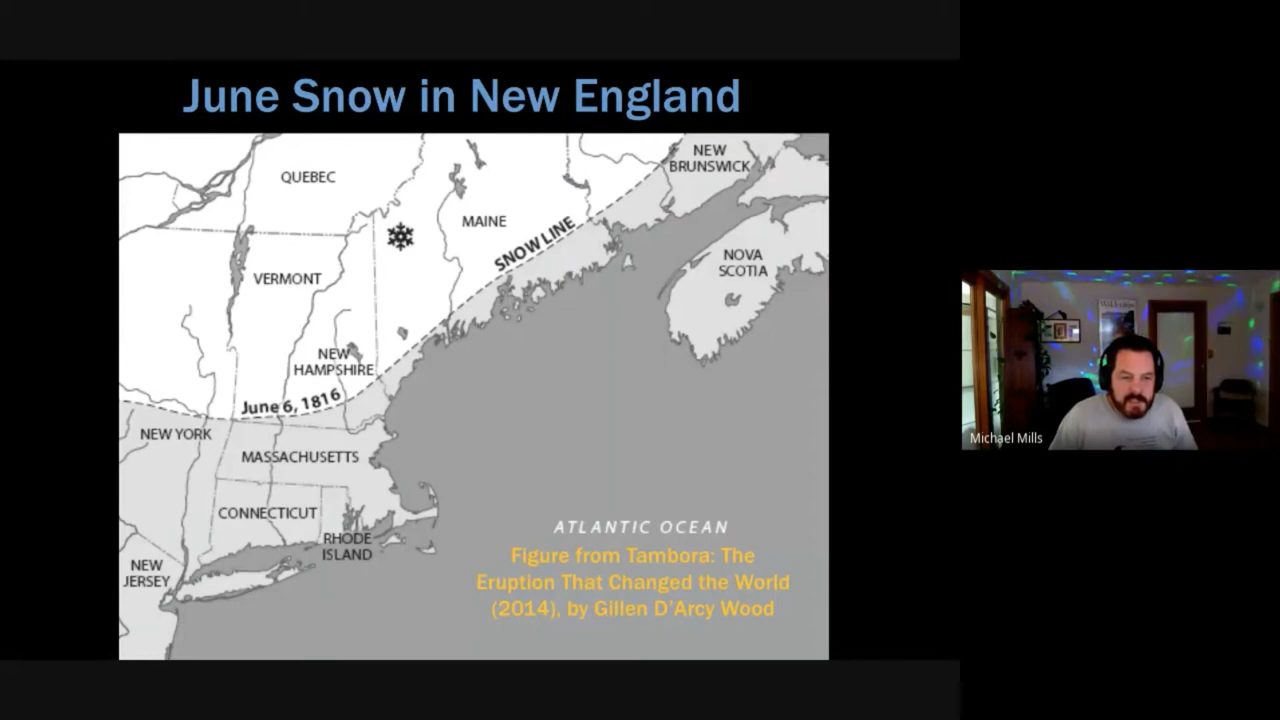 June Snow in New England
QUEBEC
NEW
BRUNSWICK
MAINE
SNOW LINE
NOVA
SCOTIA
VERMONT
NEW
HAMPSHIRE
June 6, 1816
NEW YORK
MASSACHUSETTS
CONNECTICUT
RHODE
ISLAND
NEW
JERSEY
ATLANTIC OCEAN
Figure from Tambora: The
Eruption That Changed the World
(2014), by Gillen D'Arcy Wood
Michael Mills